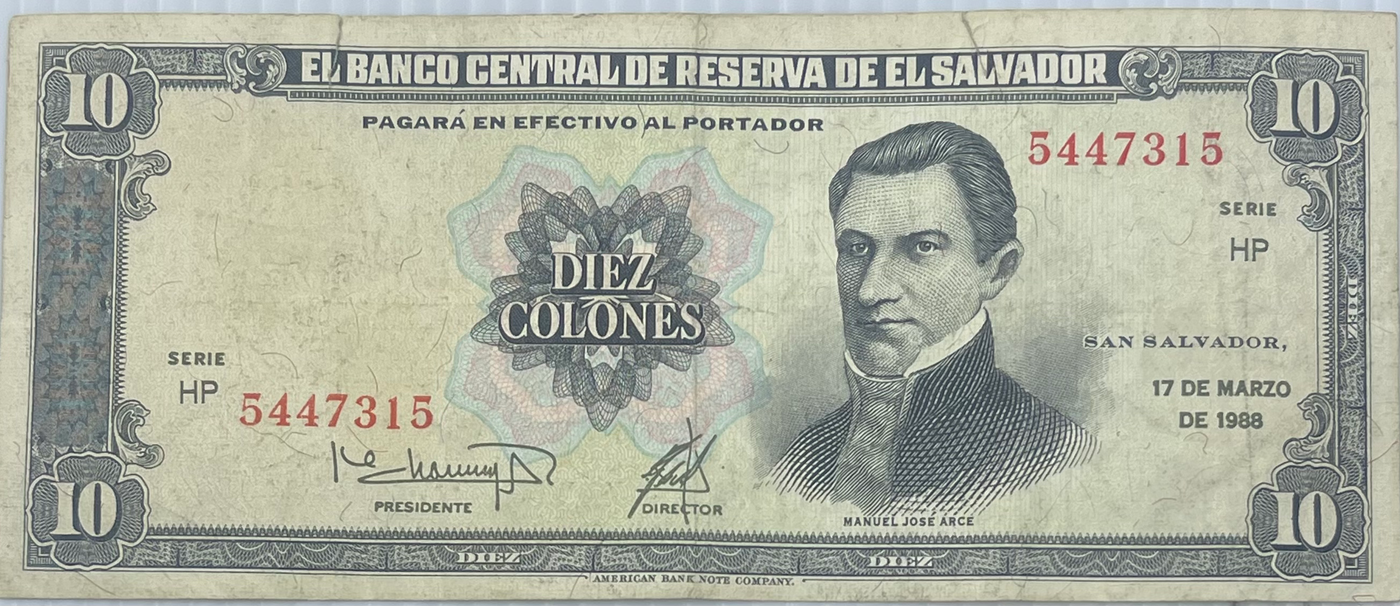 10 EL BANCO CENTRAL DE RESERVA DE EL SALVADOR 10
PAGARÁ EN EFECTIVO AL PORTADOR
5447315
SERIE
HP
DIEZ
COLONES
DIEZ
SAN SALVADOR,
17 DE MARZO
DE 1988
SERIE
HP
5447315
PRESIDENTE
DIRECTOR
MANUEL JOSE ARCE
10 DIEZ DIEZ 10
AMERICAN BANK NOTE COMPANY.